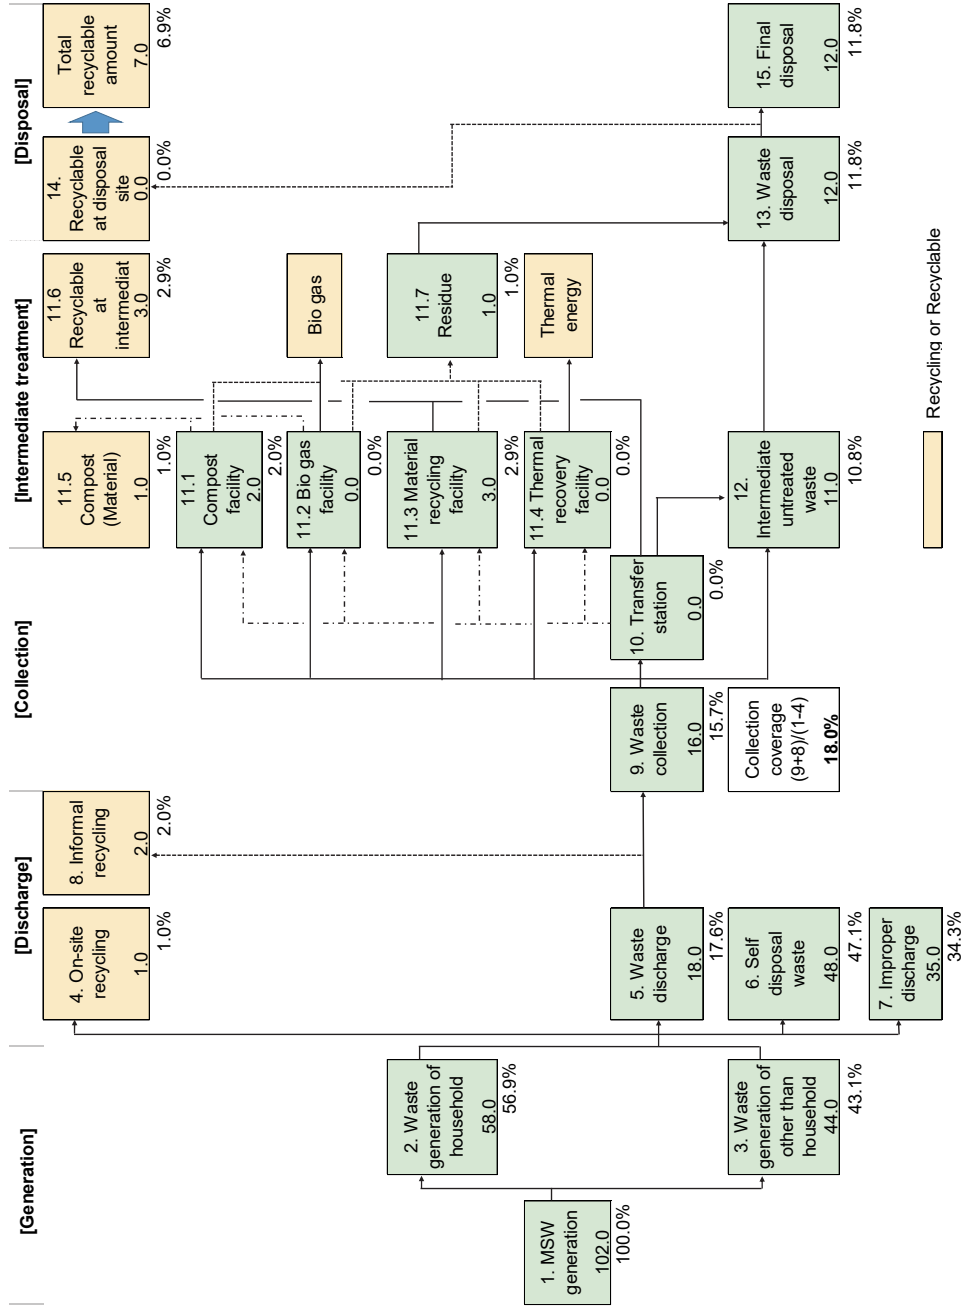 [Generation]
[Discharge]
[Collection]
[Intermediate treatment]
[Disposal]
1. MSW
generation
102.0
100.0%
2. Waste
generation of
household
58.0
56.9%
3. Waste
generation of
other than
household
44.0
43.1%
4. On-site
recycling
1.0
1.0%
8. Informal
recycling
2.0
2.0%
5. Waste
discharge
18.0
17.6%
6. Self
disposal
waste
48.0
47.1%
7. Improper
discharge
35.0
34.3%
9. Waste
collection
16.0
15.7%
Collection
coverage
(9+8)/(1-4)
18.0%
10. Transfer
station
0.0
0.0%
11.5
Compost
(Material)
1.0
1.0%
11.1
Compost
facility
2.0
2.0%
11.2 Bio gas
facility
0.0
0.0%
11.3 Material
recycling
facility
3.0
2.9%
11.4 Thermal
recovery
facility
0.0
0.0%
12.
Intermediate
untreated
waste
11.0
10.8%
11.6
Recyclable
at
intermediat
3.0
2.9%
Bio gas
11.7
Residue
1.0
1.0%
Thermal
energy
14.
Recyclable
at disposal
site
0.0
0.0%
Total
recyclable
amount
7.0
6.9%
13. Waste
disposal
12.0
11.8%
15. Final
disposal
12.0
11.8%
Recycling or Recyclable